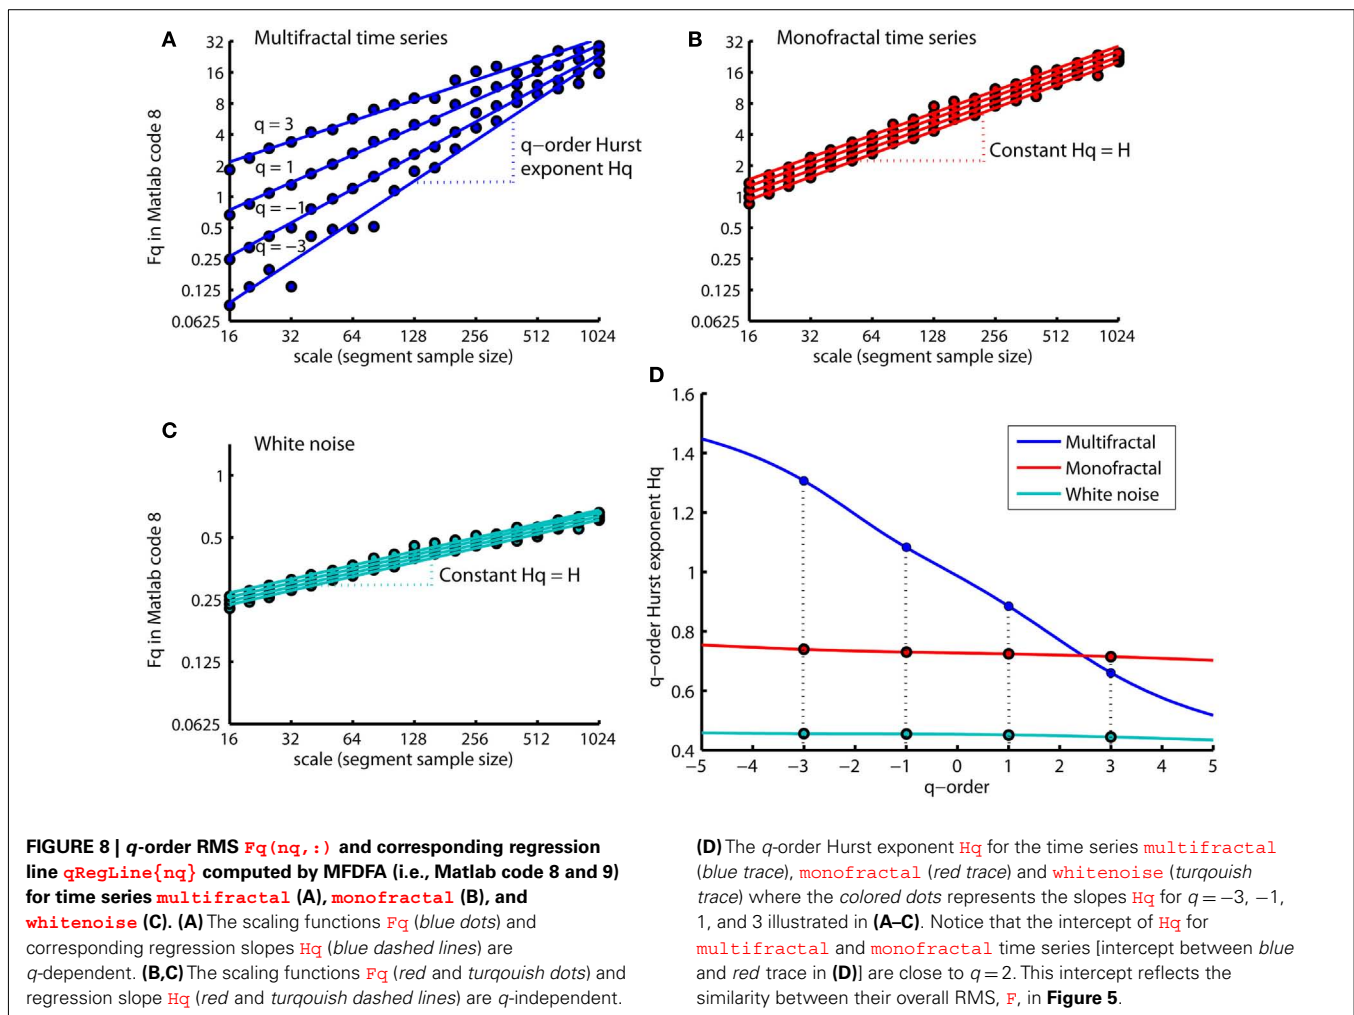 A
Multifractal time series
Fq in Matlab code 8
32
16
8
4
2
1
0.5
0.25
0.125
0.0625
q = 3
q = 1
q = −1
q = −3
q−order Hurst
exponent Hq
16 32 64 128 256 512 1024
scale (segment sample size)
B
Monofractal time series
32
16
8
4
2
1
0.5
0.25
0.125
0.0625
Constant Hq = H
16 32 64 128 256 512 1024
scale (segment sample size)
C
White noise
Fq in Matlab code 8
1
0.5
0.25
0.125
0.0625
Constant Hq = H
16 32 64 128 256 512 1024
scale (segment sample size)
D
q−order Hurst exponent Hq
1.6
1.4
1.2
1
0.8
0.6
0.4
Multifractal
Monofractal
White noise
−5 −4 −3 −2 −1 0 1 2 3 4 5
q−order
FIGURE 8 | q-order RMS Fq(nq,:) and corresponding regression
line qRegLine{nq} computed by MFDFA (i.e., Matlab code 8 and 9)
for time series multifractal (A), monofractal (B), and
whitenoise (C). (A) The scaling functions Fq (blue dots) and
corresponding regression slopes Hq (blue dashed lines) are
q-dependent. (B,C) The scaling functions Fq (red and turqouish dots) and
regression slope Hq (red and turqouish dashed lines) are q-independent.
(D) The q-order Hurst exponent Hq for the time series multifractal
(blue trace), monofractal (red trace) and whitenoise (turqouish
trace) where the colored dots represents the slopes Hq for q = −3, −1,
1, and 3 illustrated in (A–C). Notice that the intercept of Hq for
multifractal and monofractal time series [intercept between blue
and red trace in (D)] are close to q = 2. This intercept reflects the
similarity between their overall RMS, F, in Figure 5.